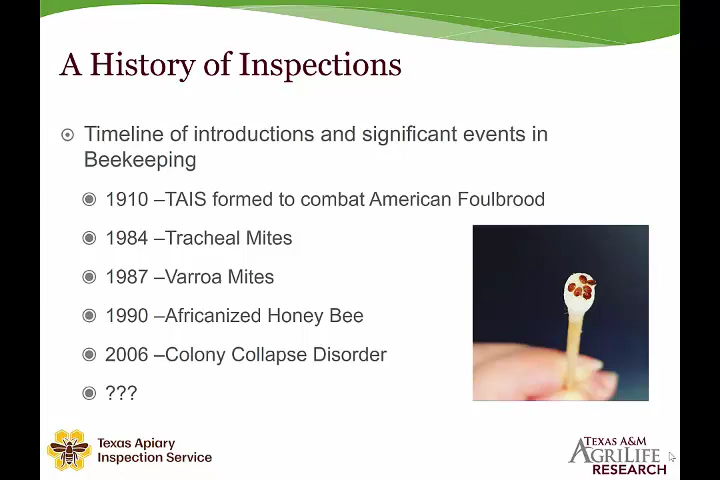 A History of Inspections
Timeline of introductions and significant events in
Beekeeping
1910 –TAIS formed to combat American Foulbrood
1984 –Tracheal Mites
1987 –Varroa Mites
1990 –Africanized Honey Bee
2006 –Colony Collapse Disorder
???
Texas Apiary
Inspection Service
TEXAS A&M
AGRILIFE
RESEARCH